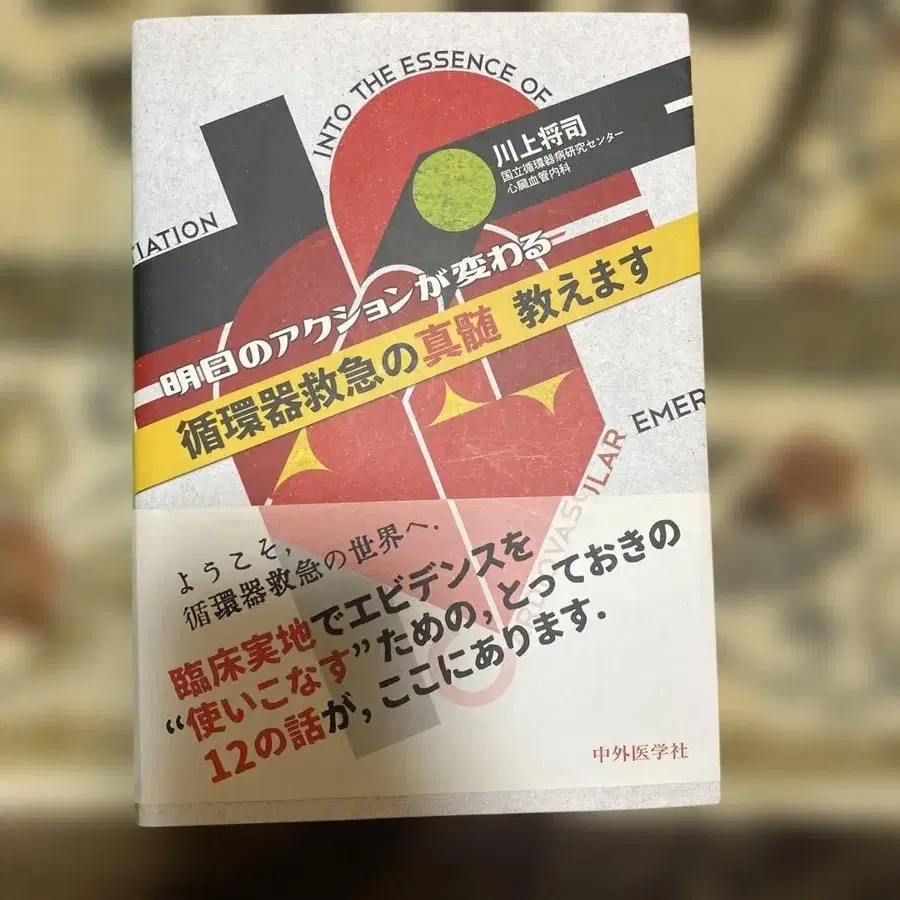 INTO THE ESSENCE OF
TIATION
川上将司
国立循環器病研究センター
心臓血管内科
明日のアクションが変わる
循環器救急の真髄 教えます
EMER
ようこそ,
循環器救急の世界へ.
臨床実地でエビデンスを
“使いこなす”ための,とっておきの
12の話が,ここにあります.
中外医学社